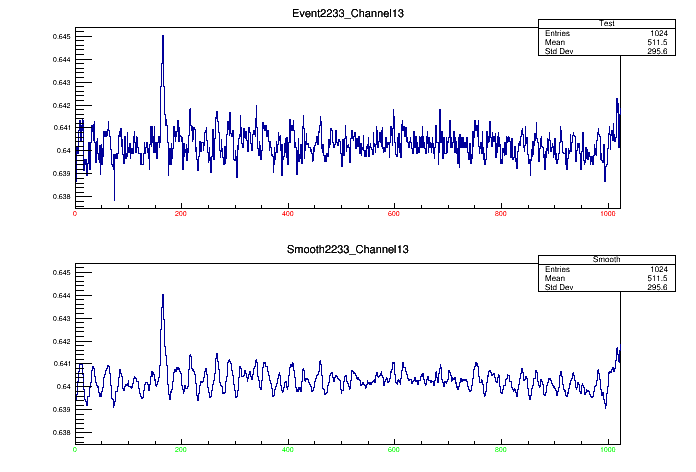 Event2233_Channel13
Test
Entries 1024
Mean 511.5
Std Dev 295.6
0.645
0.644
0.643
0.642
0.641
0.64
0.639
0.638
0 200 400 600 800 1000
Smooth2233_Channel13
Smooth
Entries 1024
Mean 511.5
Std Dev 295.6
0.645
0.644
0.643
0.642
0.641
0.64
0.639
0.638
0 200 400 600 800 1000